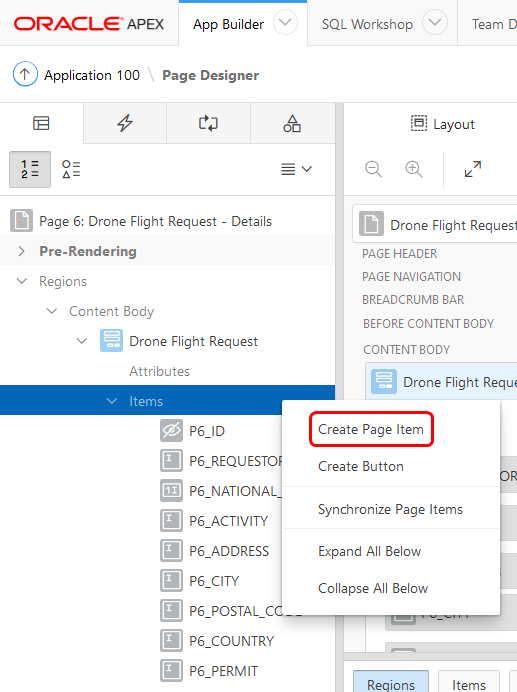 ORACLE APEX
App Builder
SQL Workshop
Team D
Application 100 \ Page Designer
Layout
Page 6: Drone Flight Request - Details
Pre-Rendering
Regions
Content Body
Drone Flight Request
Attributes
Items
P6_ID
P6_REQUESTOR
P6_NATIONAL_
P6_ACTIVITY
P6_ADDRESS
P6_CITY
P6_POSTAL_CODE
P6_COUNTRY
P6_PERMIT
Create Page Item
Create Button
Synchronize Page Items
Expand All Below
Collapse All Below
Drone Flight Request
PAGE HEADER
PAGE NAVIGATION
BREADCRUMB BAR
BEFORE CONTENT BODY
CONTENT BODY
Drone Flight Reque
OR
P6_CITY
Regions
Items